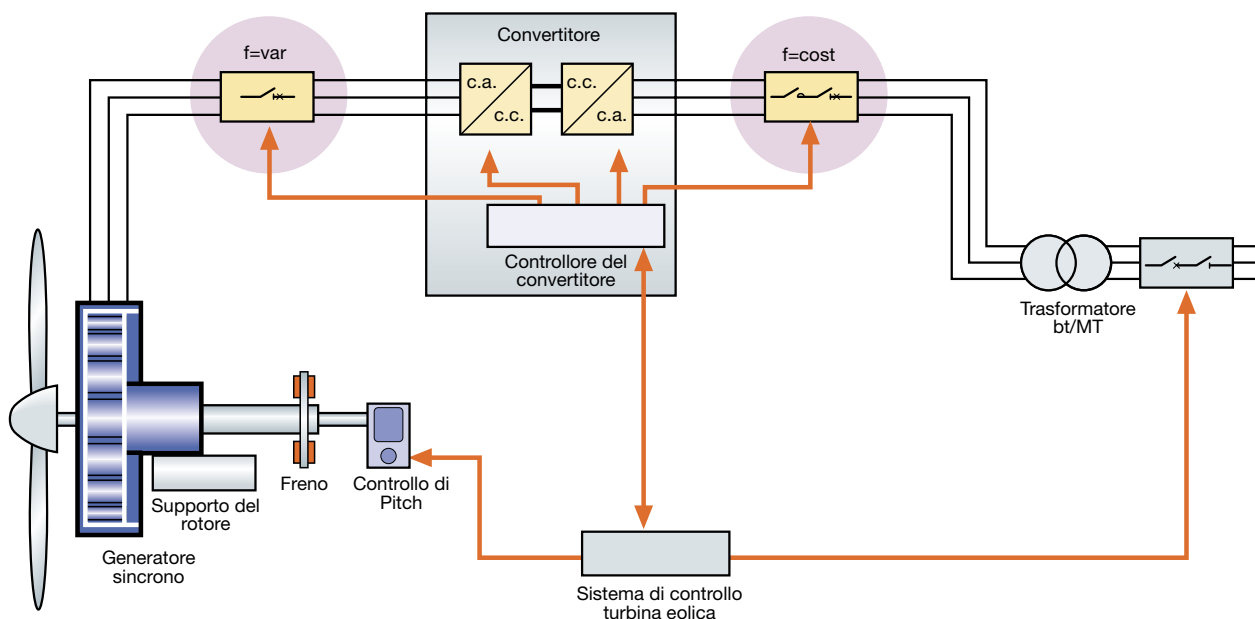 Convertitore
f=var
f=cost
c.a.
c.c.
c.c.
c.a.
Controllore del
convertitore
Trasformatore
bt/MT
Freno
Controllo di
Pitch
Supporto del
rotore
Generatore
sincrono
Sistema di controllo
turbina eolica